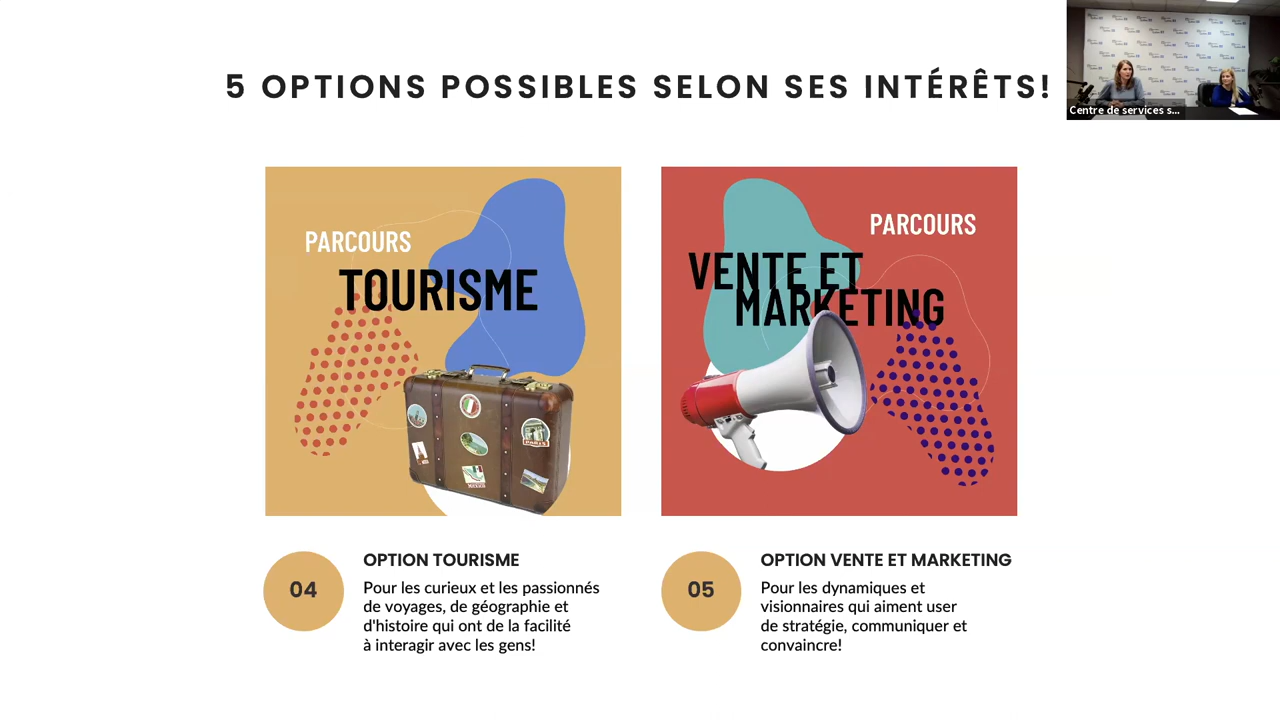 5 OPTIONS POSSIBLES SELON SES INTÉRÊTS!
Centre de services s...
PARCOURS
TOURISME
PARCOURS
VENTE ET
MARKETING
PARIS
MEXICO
04
OPTION TOURISME
Pour les curieux et les passionnés
de voyages, de géographie et
d'histoire qui ont de la facilité
à interagir avec les gens!
05
OPTION VENTE ET MARKETING
Pour les dynamiques et
visionnaires qui aiment user
de stratégie, communiquer et
convaincre!